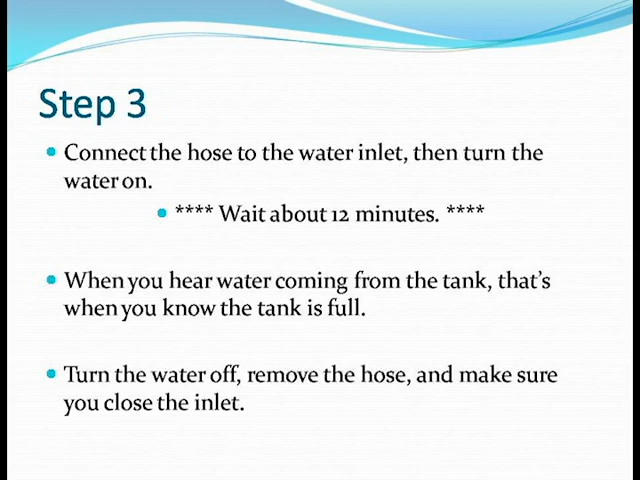 Step 3
Connect the hose to the water inlet, then turn the
water on.
**** Wait about 12 minutes. ****
When you hear water coming from the tank, that's
when you know the tank is full.
Turn the water off, remove the hose, and make sure
you close the inlet.